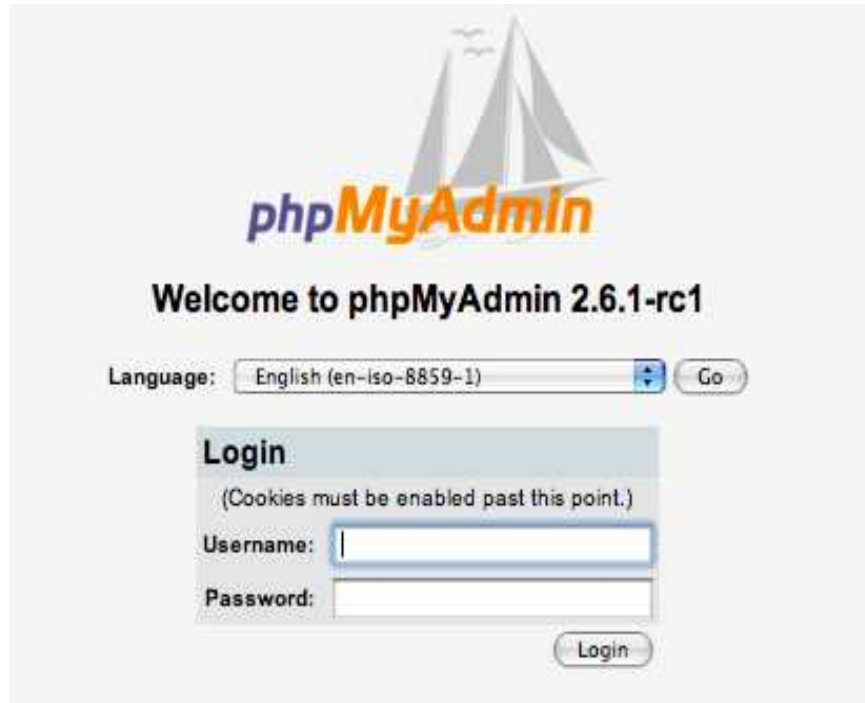 phpMyAdmin
Welcome to phpMyAdmin 2.6.1-rc1
Language: English (en-iso-8859-1) Go
Login
(Cookies must be enabled past this point.)
Username:
Password:
Login